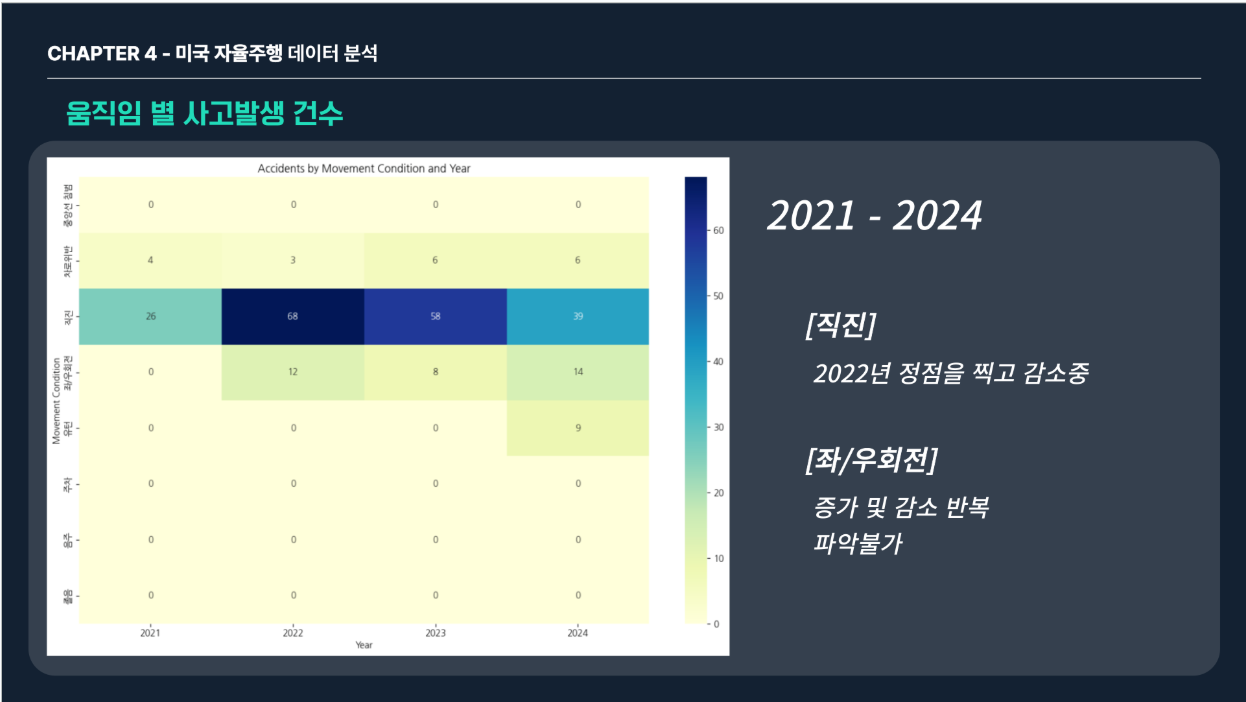 CHAPTER 4 - 미국 자율주행 데이터 분석
움직임 별 사고발생 건수
Accidents by Movement Condition and Year
중앙선 침범 0 0 0 0
차로위반 4 3 6 6
직진 26 68 58 39
좌/우회전 0 12 8 14
유턴 0 0 0 9
주차 0 0 0 0
음주 0 0 0 0
졸음 0 0 0 0
Movement Condition
2021 2022 2023 2024
Year
60
50
40
30
20
10
0
2021 - 2024
[직진]
2022년 정점을 찍고 감소중
[좌/우회전]
증가 및 감소 반복
파악불가